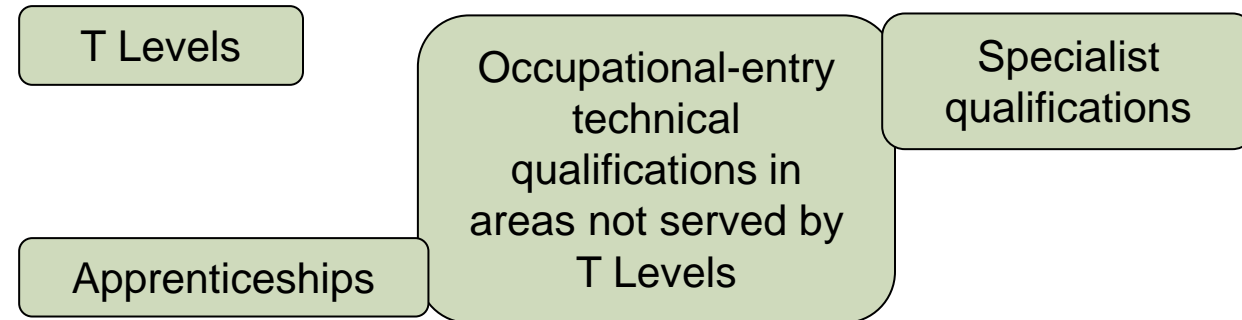 T Levels
Occupational-entry
technical
qualifications in
areas not served by
T Levels
Specialist
qualifications
Apprenticeships